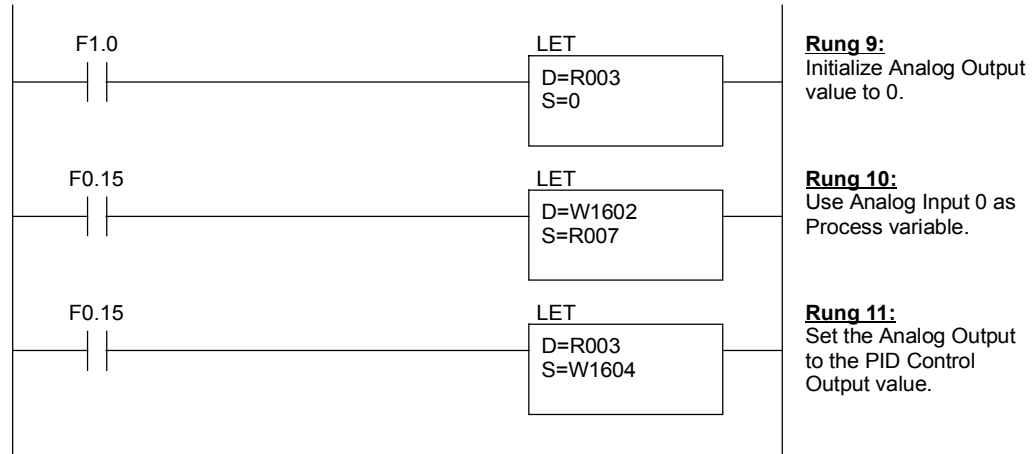 F1.0
LET
D=R003
S=0
Rung 9:
Initialize Analog Output
value to 0.
F0.15
LET
D=W1602
S=R007
Rung 10:
Use Analog Input 0 as
Process variable.
F0.15
LET
D=R003
S=W1604
Rung 11:
Set the Analog Output
to the PID Control
Output value.